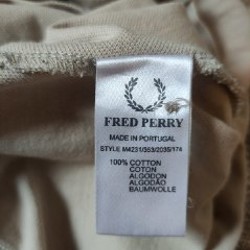 FRED PERRY
MADE IN PORTUGAL
STYLE M4231/353/2035/174
100% COTTON
COTON
ALGODON
ALGODÃO
BAUMWOLLE